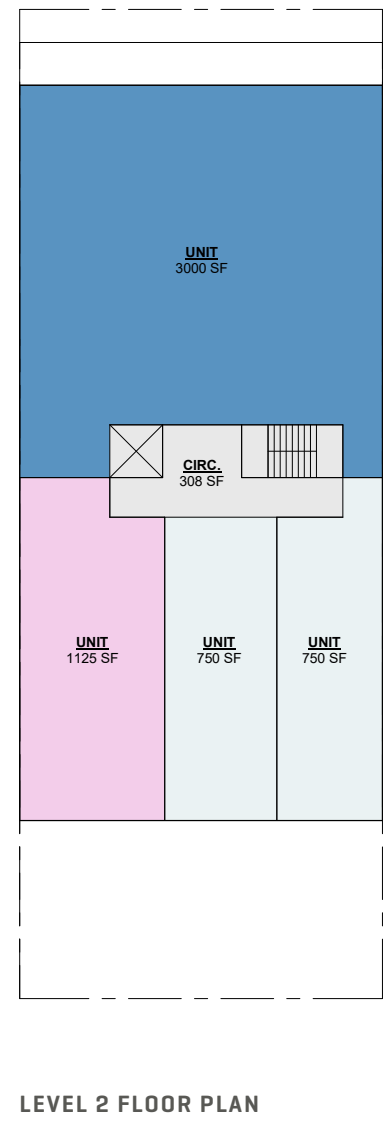 UNIT
3000 SF
CIRC.
308 SF
UNIT
1125 SF
UNIT
750 SF
UNIT
750 SF
LEVEL 2 FLOOR PLAN